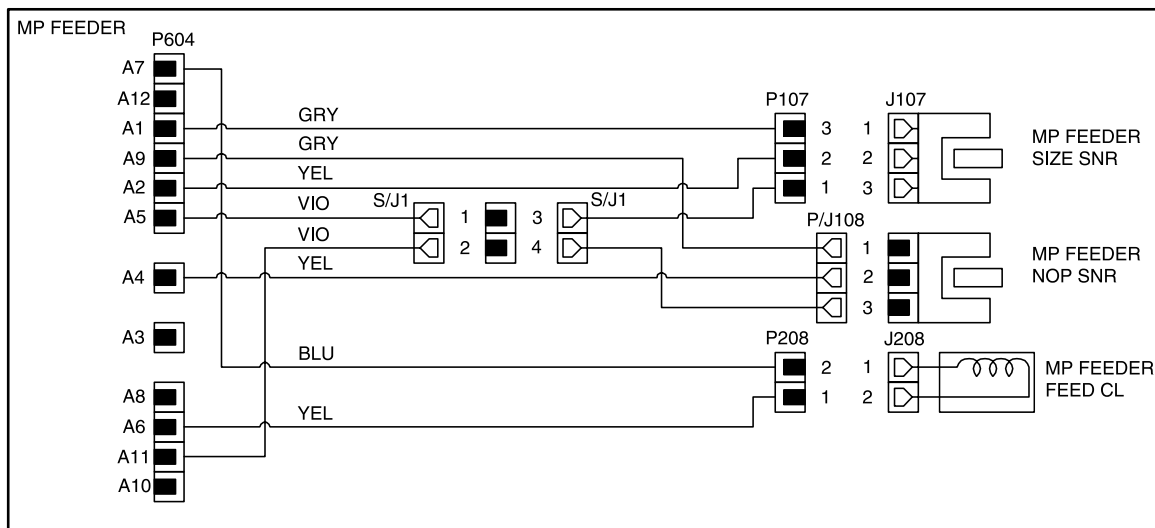 MP FEEDER
P604
A7
A12
A1
A9
A2
A5
A4
A3
A8
A6
A11
A10
GRY
GRY
YEL
VIO
VIO
YEL
BLU
YEL
S/J1
1 3
2 4
S/J1
P107
3
2
1
J107
1
2
3
MP FEEDER
SIZE SNR
P/J108
1
2
3
MP FEEDER
NOP SNR
P208
2
1
J208
1
2
MP FEEDER
FEED CL